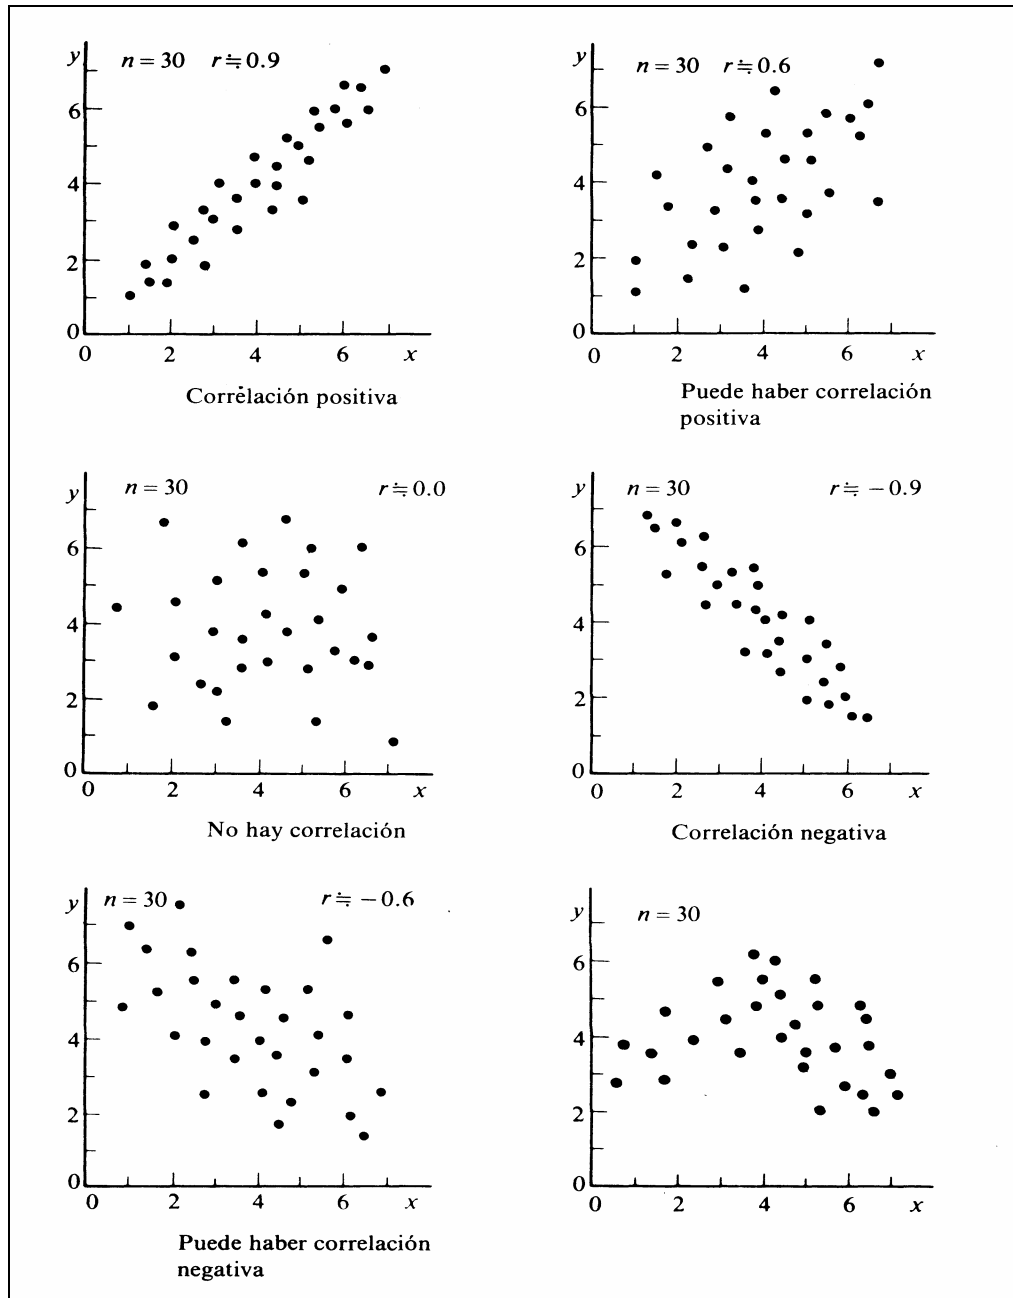 y
n = 30 r ≒ 0.9
6
4
2
0
0 2 4 6 x
Correlación positiva
y
n = 30 r ≒ 0.6
6
4
2
0
0 2 4 6 x
Puede haber correlación
positiva
y
n = 30 r ≒ 0.0
6
4
2
0
0 2 4 6 x
No hay correlación
y
n = 30 r ≒ −0.9
6
4
2
0
0 2 4 6 x
Correlación negativa
y
n = 30 r ≒ −0.6
6
4
2
0
0 2 4 6 x
Puede haber correlación
negativa
y
n = 30
6
4
2
0
0 2 4 6 x